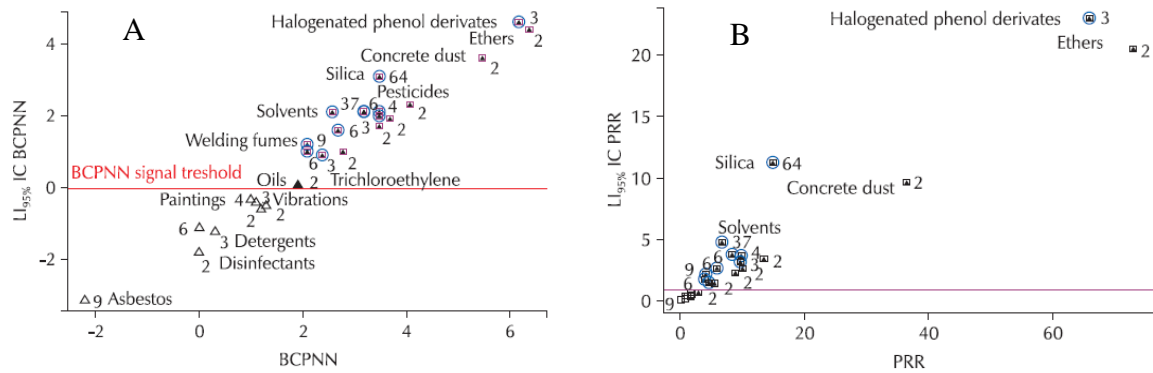 A
Halogenated phenol derivates 3
Ethers 2
Concrete dust 2
Silica 64
Pesticides 2
Solvents 37 6 4
2
6 3 2
Welding fumes 9
6 3 2
BCPNN signal treshold
Oils 2 Trichloroethylene
Paintings 4 3 Vibrations
2 2
6
3 Detergents
2 Disinfectants
9 Asbestos
LI95% IC BCPNN
4
2
0
-2
-2 0 2 4 6
BCPNN
B
Halogenated phenol derivates 3
Ethers 2
Silica 64
Concrete dust 2
Solvents
37
6 4
9 6 3 2
6 2 2
9 2
LI95% IC PRR
20
15
10
5
0
0 20 40 60
PRR